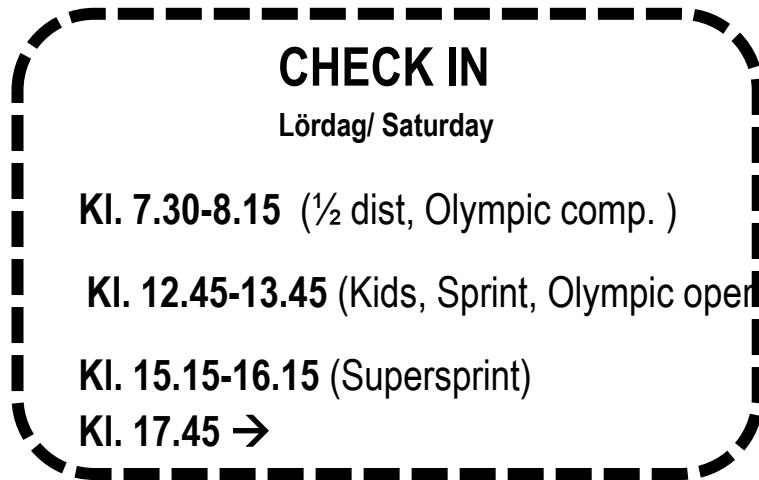 CHECK IN
Lördag/ Saturday
Kl. 7.30-8.15 (½ dist, Olympic comp. )
Kl. 12.45-13.45 (Kids, Sprint, Olympic open
Kl. 15.15-16.15 (Supersprint)
Kl. 17.45 →